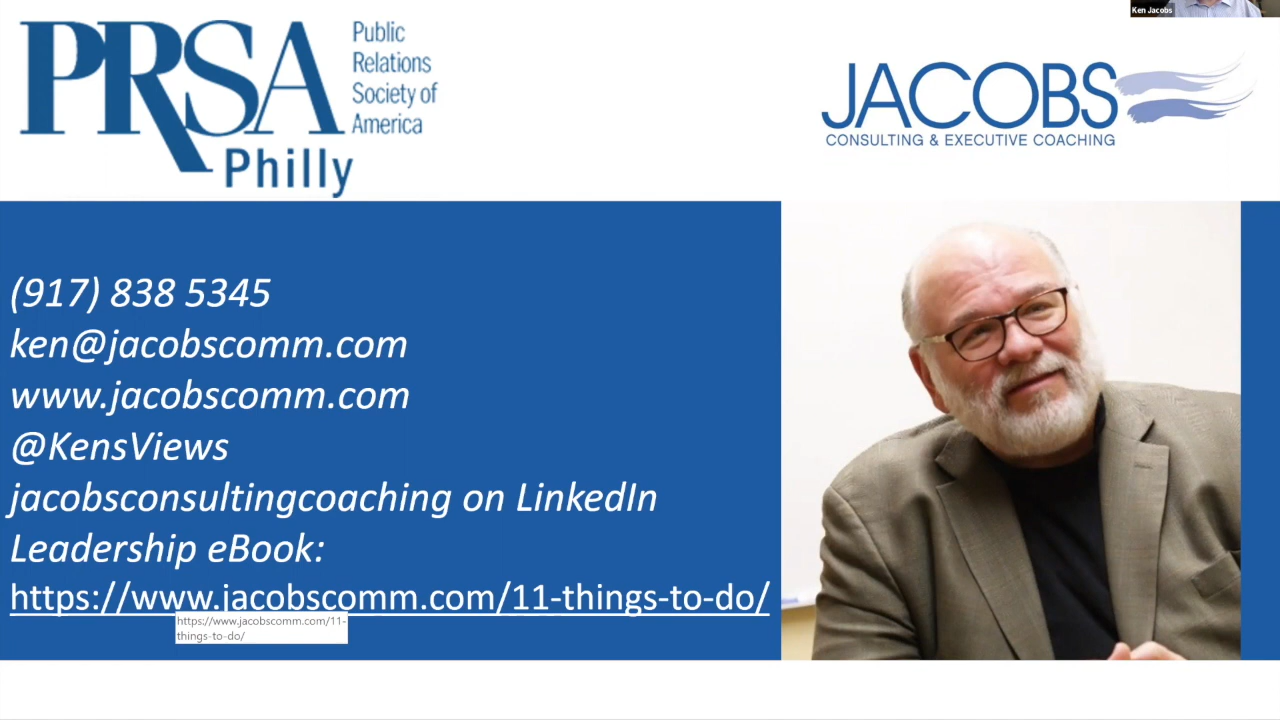 Ken Jacobs
PRSA
Public
Relations
Society of
America
Philly
JACOBS
CONSULTING & EXECUTIVE COACHING
(917) 838 5345
ken@jacobscomm.com
www.jacobscomm.com
@KensViews
jacobsconsultingcoaching on LinkedIn
Leadership eBook:
https://www.jacobscomm.com/11-things-to-do/
https://www.jacobscomm.com/11-
things-to-do/